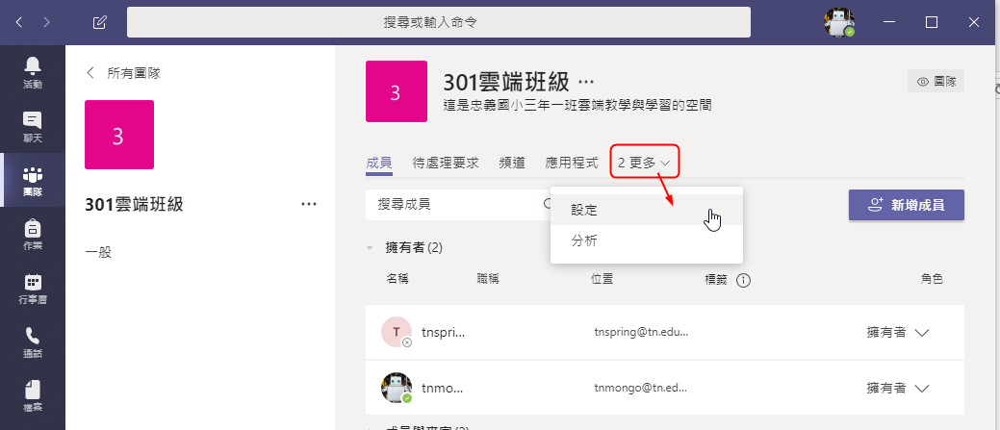 搜尋或輸入命令
活動
聊天
團隊
作業
行事曆
通話
檔案
所有團隊
3
301雲端班級 ...
一般
3
301雲端班級 ...
這是忠義國小三年一班雲端教學與學習的空間
團隊
成員 待處理要求 頻道 應用程式 2 更多
設定
分析
搜尋成員
新增成員
擁有者 (2)
名稱 職稱 位置 標籤 角色
T tnspri... tnspring@tn.edu... 擁有者
tnmo... tnmongo@tn.ed... 擁有者